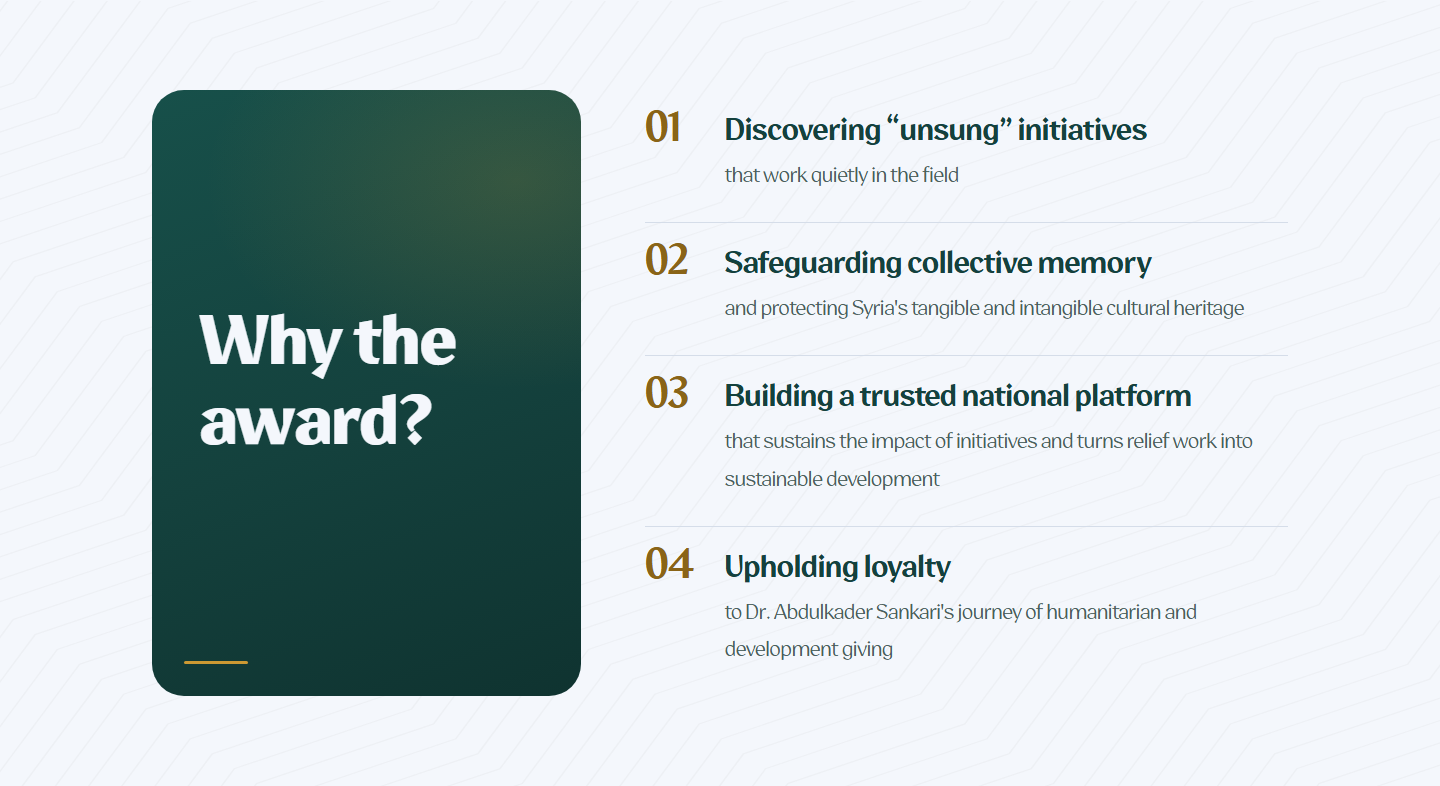 Why the
award?
01
Discovering “unsung” initiatives
that work quietly in the field
02
Safeguarding collective memory
and protecting Syria's tangible and intangible cultural heritage
03
Building a trusted national platform
that sustains the impact of initiatives and turns relief work into
sustainable development
04
Upholding loyalty
to Dr. Abdulkader Sankari's journey of humanitarian and
development giving